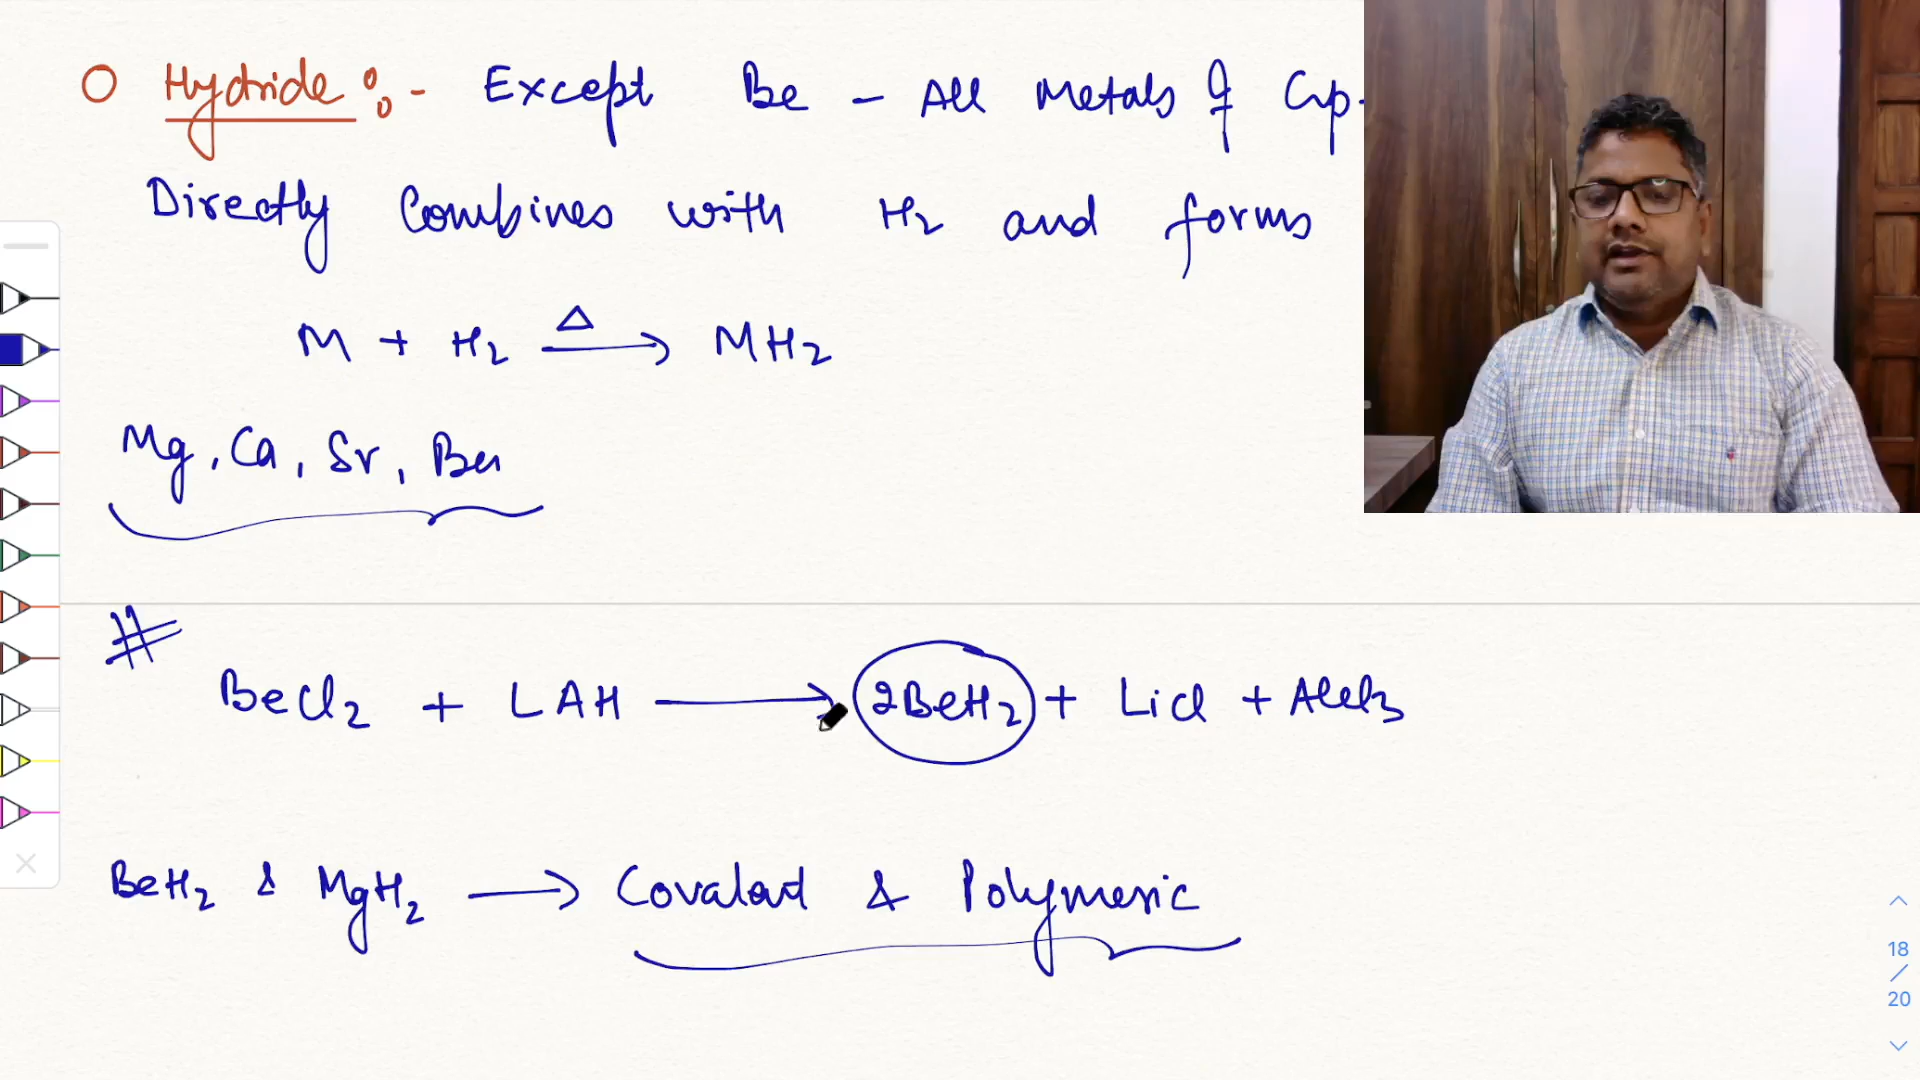 O Hydride :- Except Be - All Metals of Grp.
Directly Combines with H2 and forms
M + H2 Δ→ MH2
Mg, Ca, Sr, Ba
#
BeCl2 + LAH → 2BeH2 + LiCl + AlCl3
BeH2 & MgH2 → Covalent & Polymeric
18
/
20